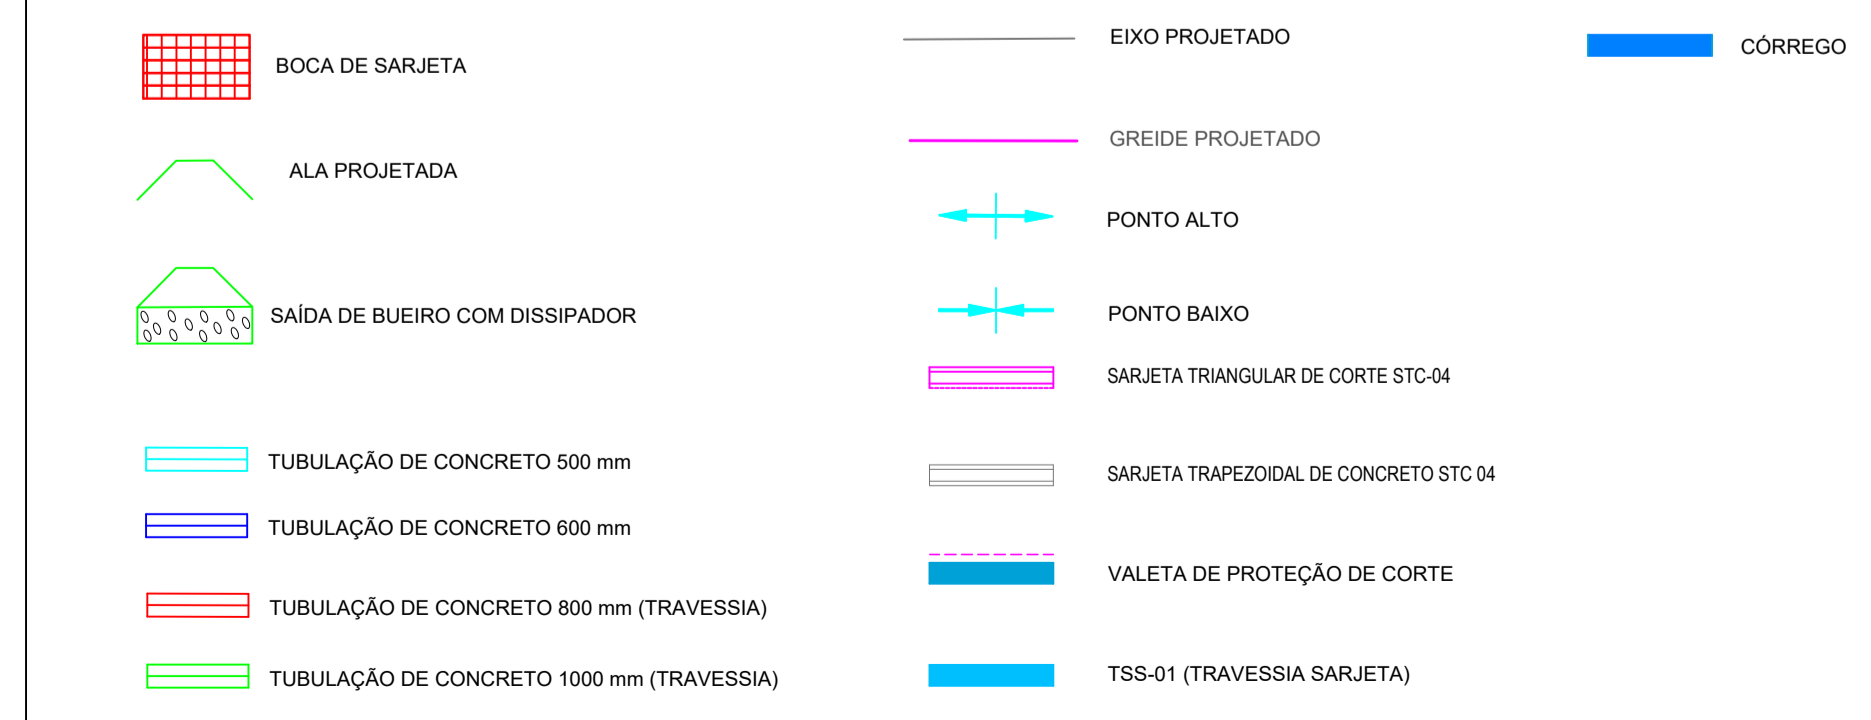 BOCA DE SARJETA
ALA PROJETADA
SAÍDA DE BUEIRO COM DISSIPADOR
TUBULAÇÃO DE CONCRETO 500 mm
TUBULAÇÃO DE CONCRETO 600 mm
TUBULAÇÃO DE CONCRETO 800 mm (TRAVESSIA)
TUBULAÇÃO DE CONCRETO 1000 mm (TRAVESSIA)
EIXO PROJETADO
GREIDE PROJETADO
PONTO ALTO
PONTO BAIXO
SARJETA TRIANGULAR DE CORTE STC-04
SARJETA TRAPEZOIDAL DE CONCRETO STC 04
VALETA DE PROTEÇÃO DE CORTE
TSS-01 (TRAVESSIA SARJETA)
CÓRREGO